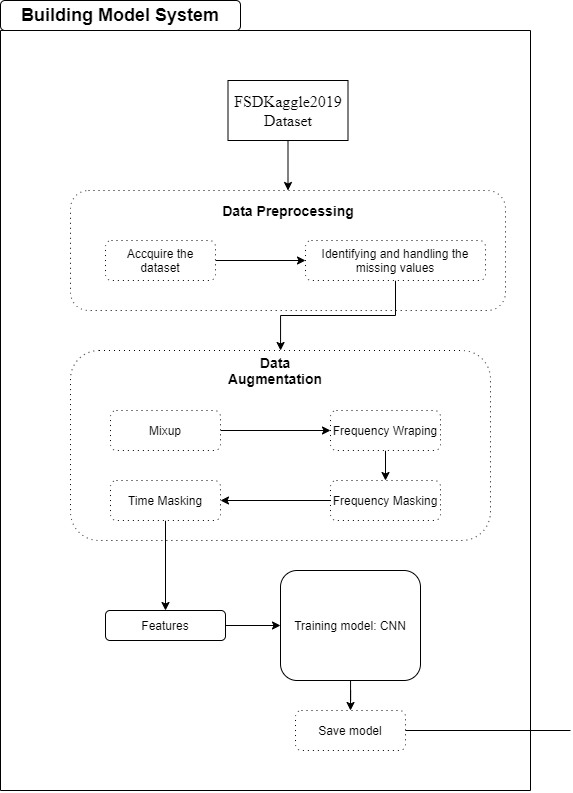 Building Model System
FSDKaggle2019
Dataset
Data Preprocessing
Accquire the
dataset
Identifying and handling the
missing values
Data
Augmentation
Mixup
Frequency Wraping
Time Masking
Frequency Masking
Features
Training model: CNN
Save model